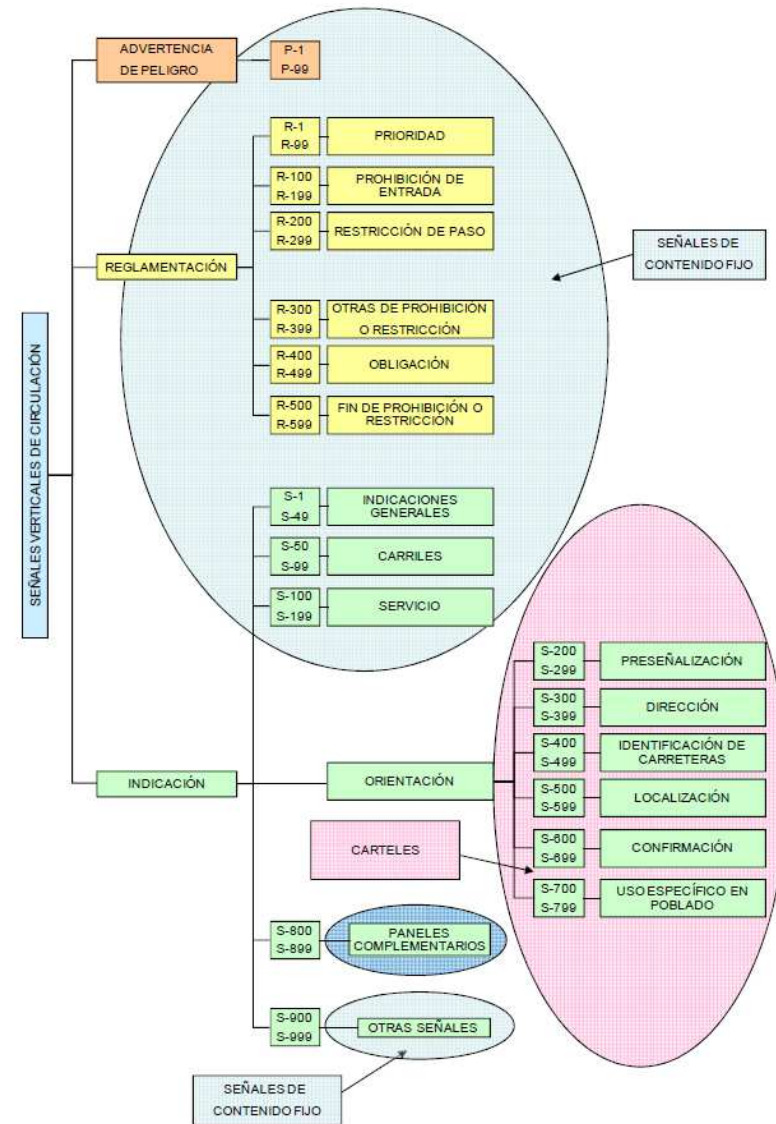 ADVERTENCIA
DE PELIGRO
P-1
P-99
R-1
R-99
PRIORIDAD
R-100
R-199
PROHIBICIÓN DE
ENTRADA
R-200
R-299
RESTRICCIÓN DE PASO
SEÑALES DE
CONTENIDO FIJO
REGLAMENTACIÓN
R-300
R-399
OTRAS DE PROHIBICIÓN
O RESTRICCIÓN
R-400
R-499
OBLIGACIÓN
R-500
R-599
FIN DE PROHIBICIÓN O
RESTRICCIÓN
SEÑALES VERTICALES DE CIRCULACIÓN
S-1
S-49
INDICACIONES
GENERALES
S-50
S-99
CARRILES
S-100
S-199
SERVICIO
INDICACIÓN
ORIENTACIÓN
S-200
S-299
PRESEÑALIZACIÓN
S-300
S-399
DIRECCIÓN
S-400
S-499
IDENTIFICACIÓN DE
CARRETERAS
S-500
S-599
LOCALIZACIÓN
S-600
S-699
CONFIRMACIÓN
S-700
S-799
USO ESPECÍFICO EN
POBLADO
CARTELES
S-800
S-899
PANELES
COMPLEMENTARIOS
S-900
S-999
OTRAS SEÑALES
SEÑALES DE
CONTENIDO FIJO